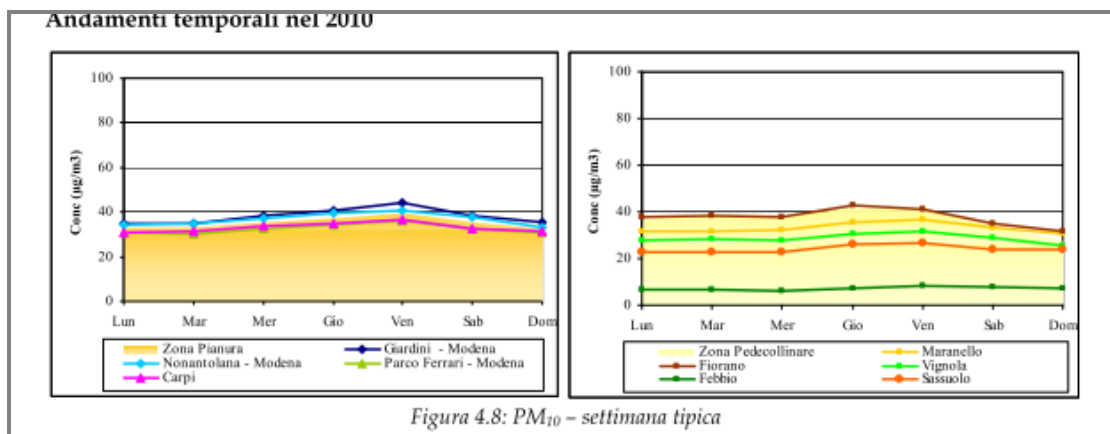 Andamenti temporali nel 2010
100
80
60
40
20
0
Conc (µg/m3)
Lun Mar Mer Gio Ven Sab Dom
Zona Pianura Giardini - Modena
Nonantolana - Modena Parco Ferrari - Modena
Carpi
100
80
60
40
20
0
Conc (µg/m3)
Lun Mar Mer Gio Ven Sab Dom
Zona Pedecollinare Maranello
Fiorano Vignola
Febbio Sassuolo
Figura 4.8: PM10 – settimana tipica